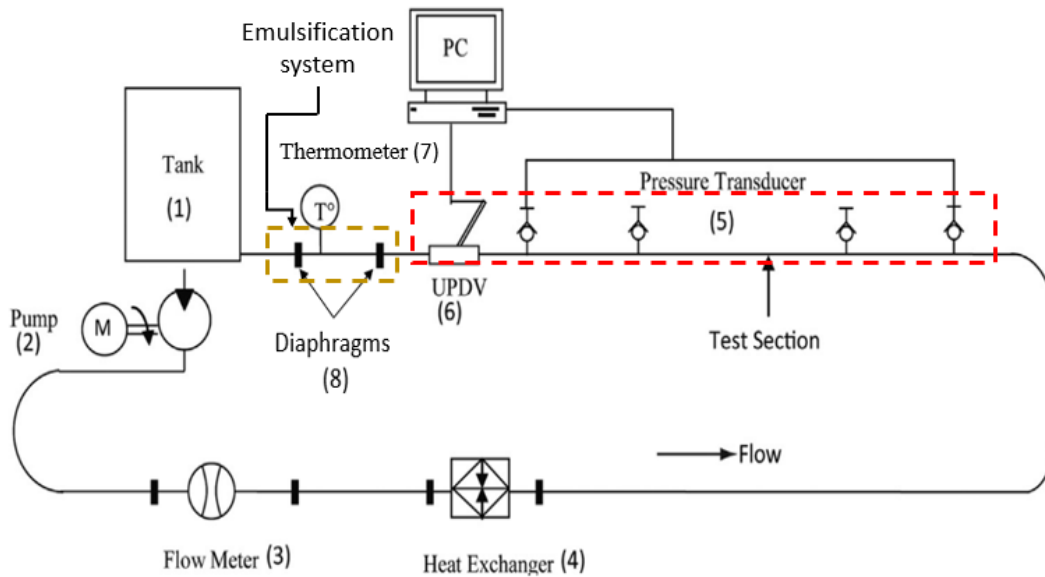 Emulsification
system
PC
Tank
(1)
Thermometer (7)
T°
Pressure Transducer
(5)
UPDV
(6)
Pump
(2)
M
Diaphragms
(8)
Test Section
Flow
Flow Meter (3)
Heat Exchanger (4)